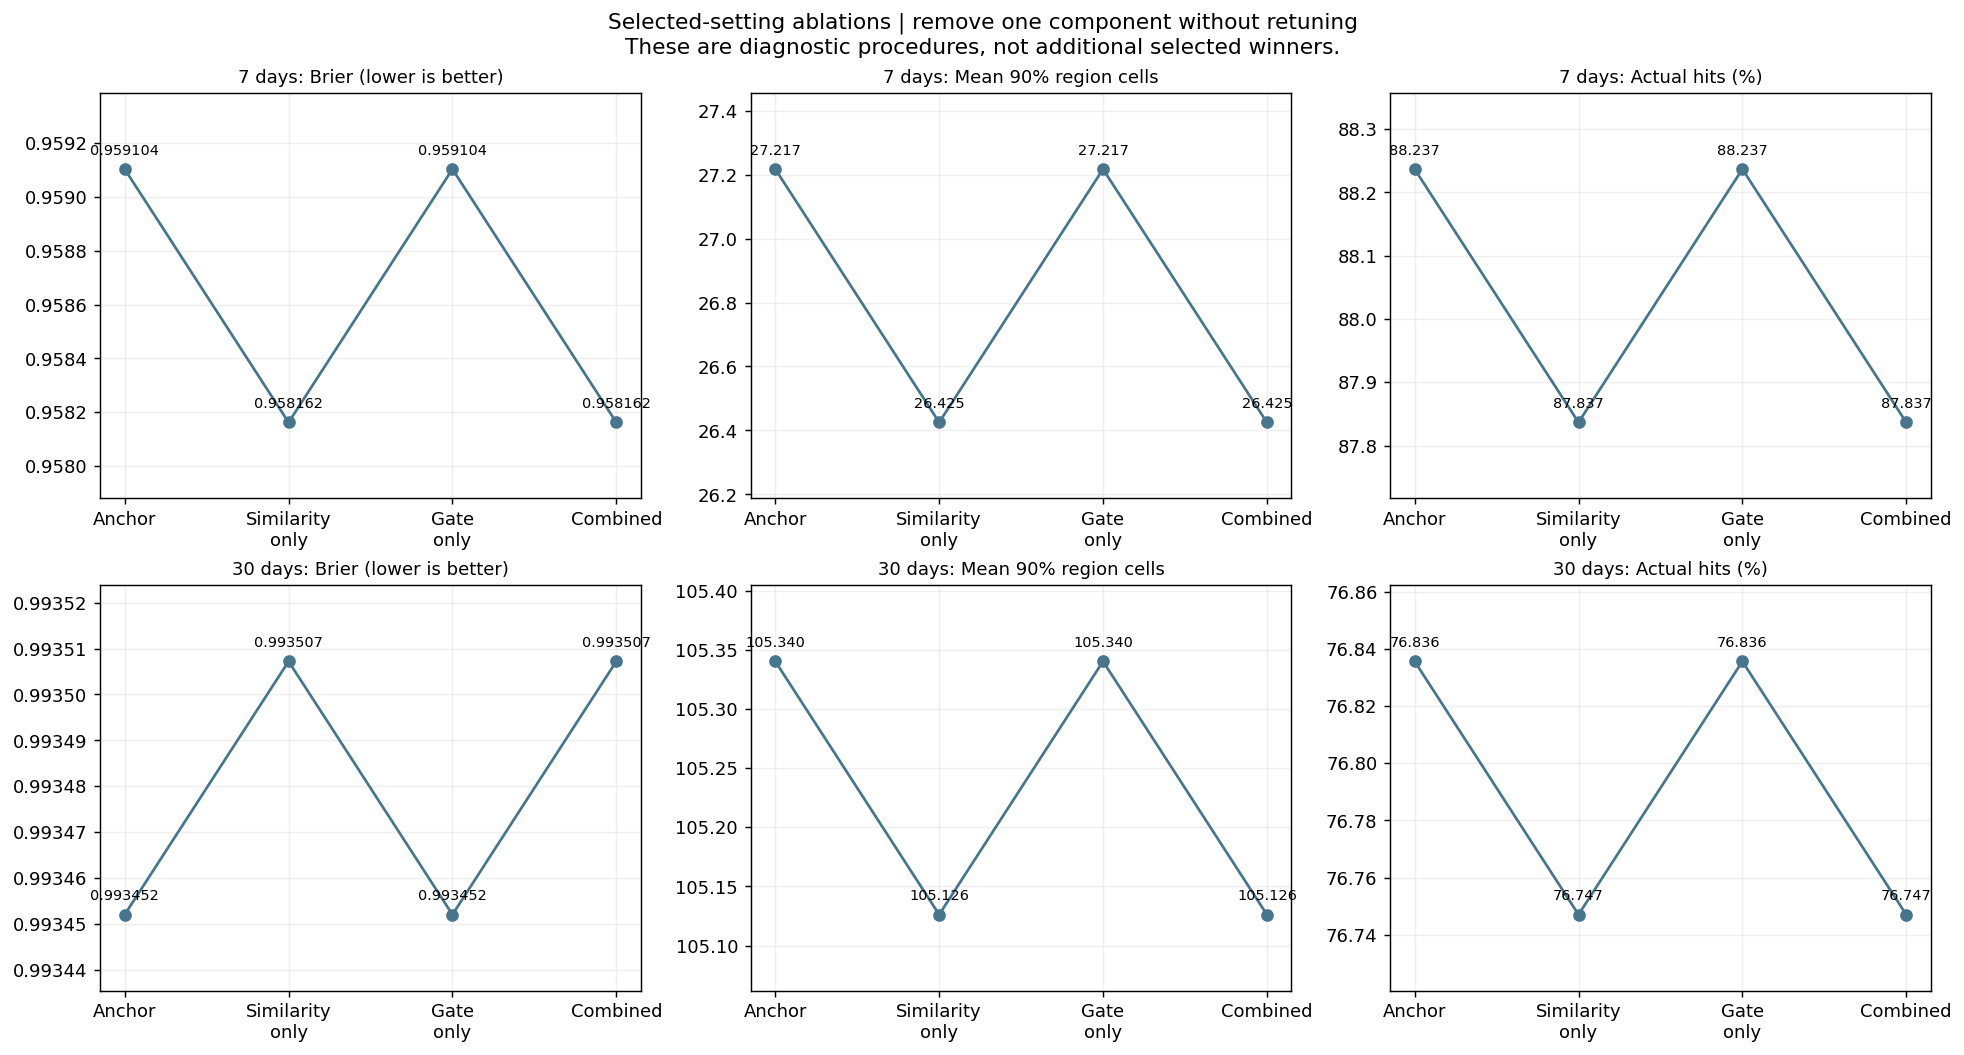 Selected-setting ablations | remove one component without retuning
These are diagnostic procedures, not additional selected winners.
7 days: Brier (lower is better)
0.9592
0.9590
0.9588
0.9586
0.9584
0.9582
0.9580
0.959104
0.958162
0.959104
0.958162
Anchor
Similarity
only
Gate
only
Combined
7 days: Mean 90% region cells
27.4
27.2
27.0
26.8
26.6
26.4
26.2
27.217
26.425
27.217
26.425
Anchor
Similarity
only
Gate
only
Combined
7 days: Actual hits (%)
88.3
88.2
88.1
88.0
87.9
87.8
88.237
87.837
88.237
87.837
Anchor
Similarity
only
Gate
only
Combined
30 days: Brier (lower is better)
0.99352
0.99351
0.99350
0.99349
0.99348
0.99347
0.99346
0.99345
0.99344
0.993452
0.993507
0.993452
0.993507
Anchor
Similarity
only
Gate
only
Combined
30 days: Mean 90% region cells
105.40
105.35
105.30
105.25
105.20
105.15
105.10
105.340
105.126
105.340
105.126
Anchor
Similarity
only
Gate
only
Combined
30 days: Actual hits (%)
76.86
76.84
76.82
76.80
76.78
76.76
76.74
76.836
76.747
76.836
76.747
Anchor
Similarity
only
Gate
only
Combined